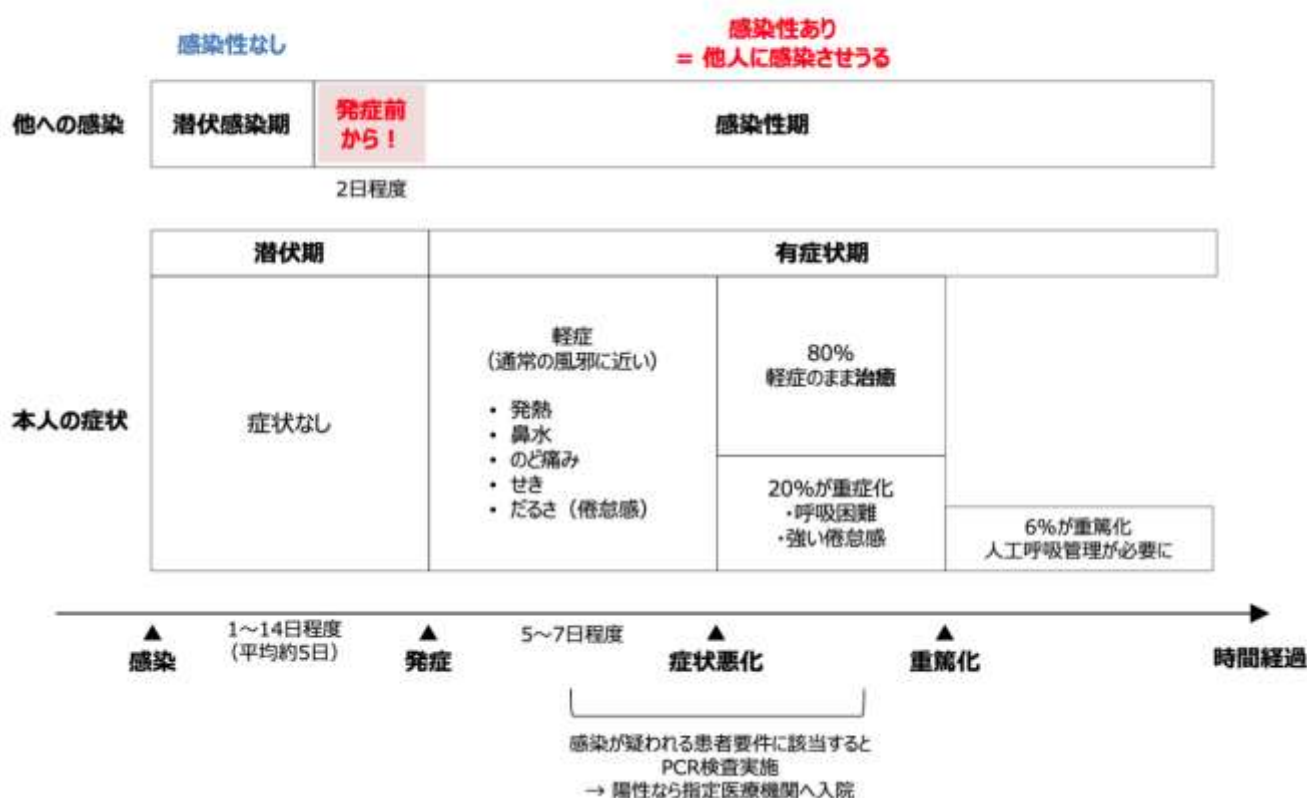 感染性なし
感染性あり
= 他人に感染させうる
他への感染
潜伏感染期
発症前
から！
感染性期
2日程度
潜伏期
有症状期
本人の症状
症状なし
軽症
（通常の風邪に近い）
• 発熱
• 鼻水
• のど痛み
• せき
• だるさ（倦怠感）
80%
軽症のまま治癒
20%が重症化
・呼吸困難
・強い倦怠感
6%が重篤化
人工呼吸管理が必要に
▲
感染
1～14日程度
（平均約5日）
▲
発症
5～7日程度
▲
症状悪化
▲
重篤化
時間経過
感染が疑われる患者要件に該当すると
PCR検査実施
→ 陽性なら指定医療機関へ入院